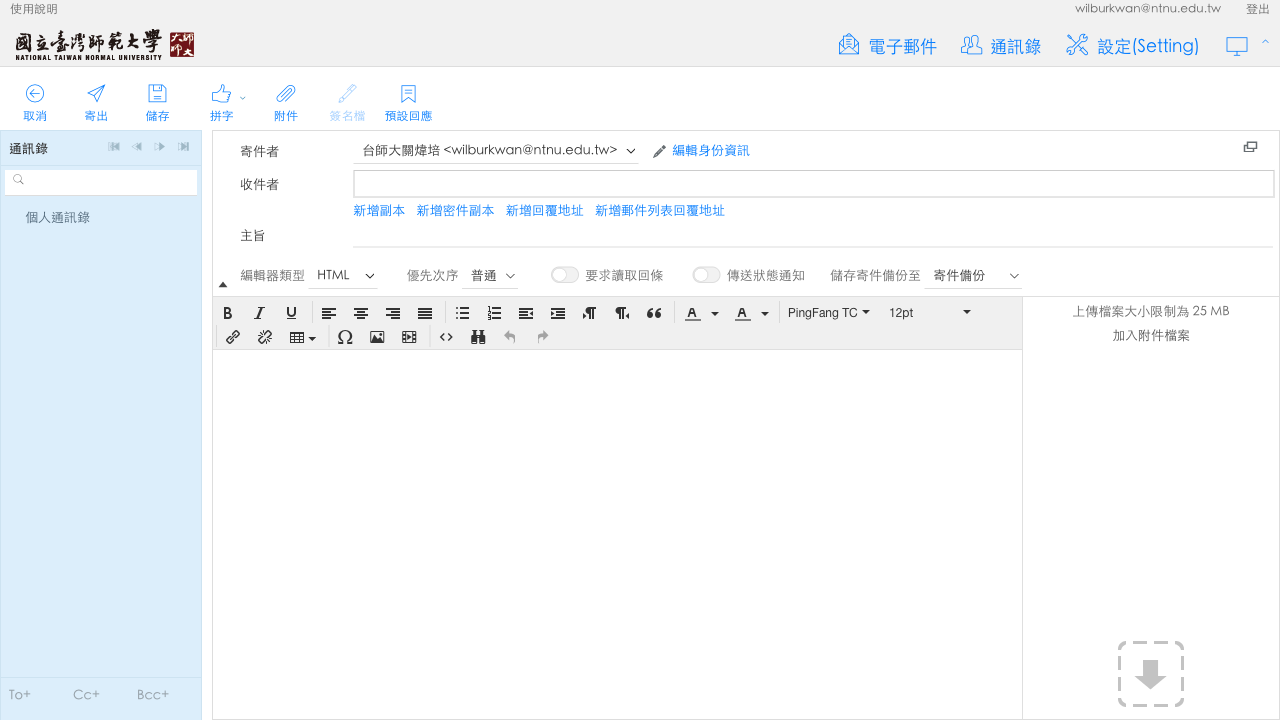 使用說明
wilburkwan@ntnu.edu.tw 登出
國立臺灣師範大學 師大 大師
NATIONAL TAIWAN NORMAL UNIVERSITY
電子郵件 通訊錄 設定(Setting)
取消 寄出 儲存 拼字 附件 簽名檔 預設回應
通訊錄
個人通訊錄
寄件者 台師大關煒培 <wilburkwan@ntnu.edu.tw> 編輯身份資訊
收件者
新增副本 新增密件副本 新增回覆地址 新增郵件列表回覆地址
主旨
編輯器類型 HTML 優先次序 普通 要求讀取回條 傳送狀態通知 儲存寄件備份至 寄件備份
B I U A A PingFang TC 12pt
Ω
上傳檔案大小限制為 25 MB
加入附件檔案
To+ Cc+ Bcc+